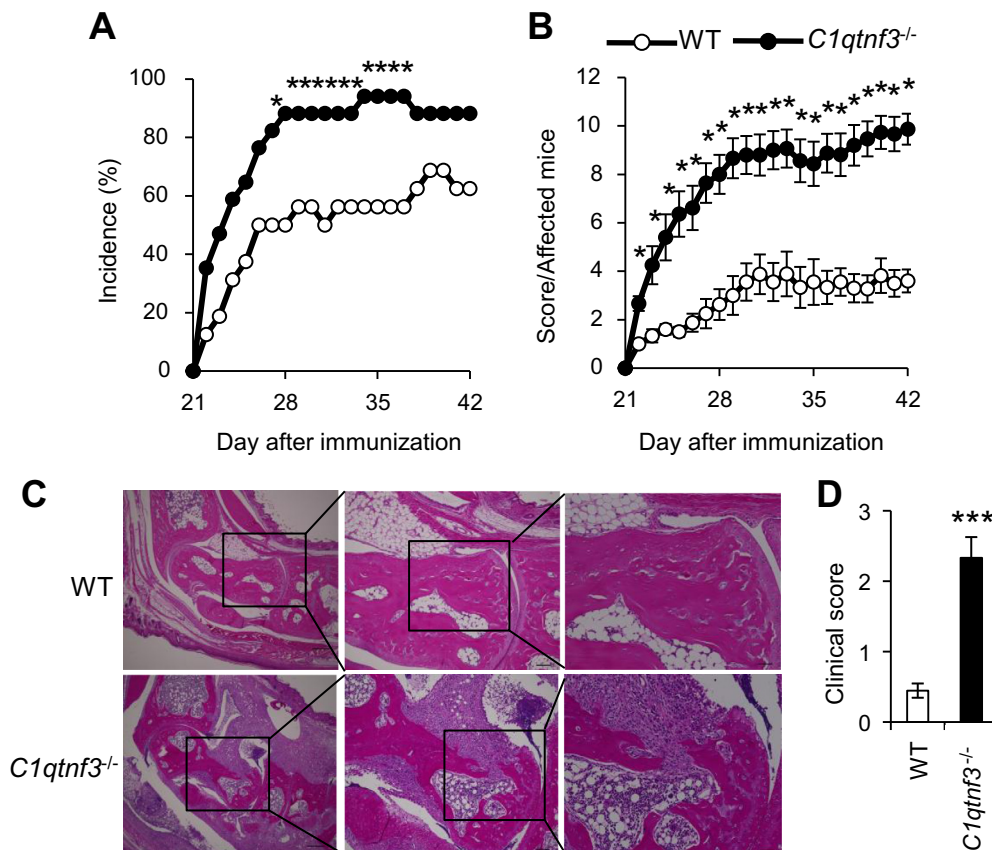 A
Incidence (%)
100
80
60
40
20
0
* ****** ****
21 28 35 42
Day after immunization
B
WT C1qtnf3-/-
Score/Affected mice
12
10
8
6
4
2
0
* * * * * * * * * * * * * * * * * * * * *
21 28 35 42
Day after immunization
C
WT
C1qtnf3-/-
D
Clinical score
3
2
1
0
***
WT
C1qtnf3-/-